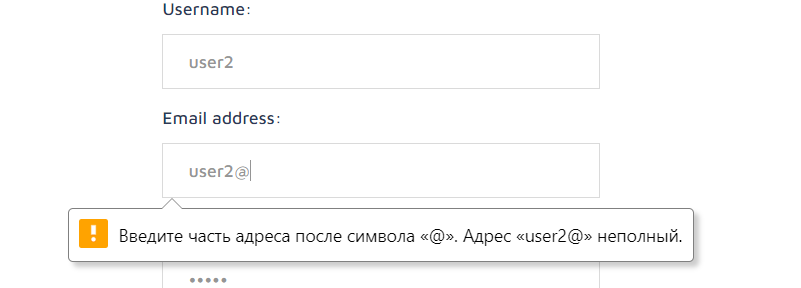 Username:
user2
Email address:
user2@
Введите часть адреса после символа «@». Адрес «user2@» неполный.
•••••